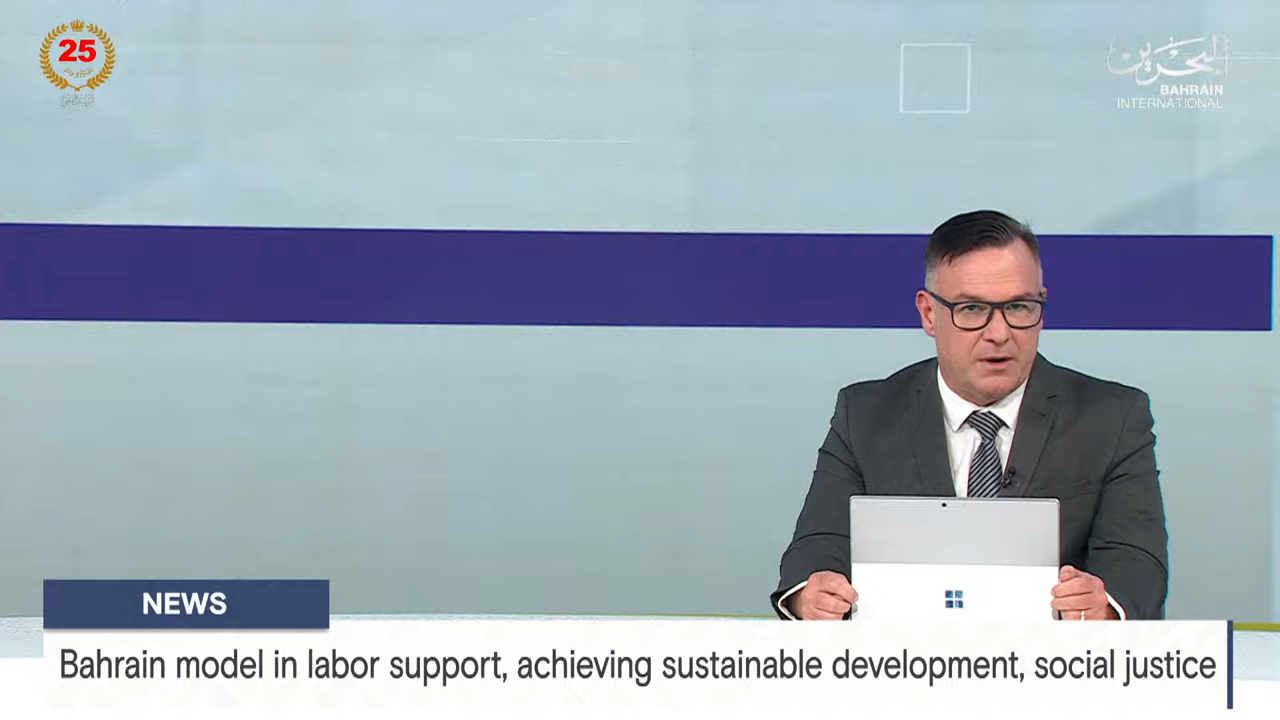 25
البحرين
BAHRAIN
INTERNATIONAL
NEWS
Bahrain model in labor support, achieving sustainable development, social justice